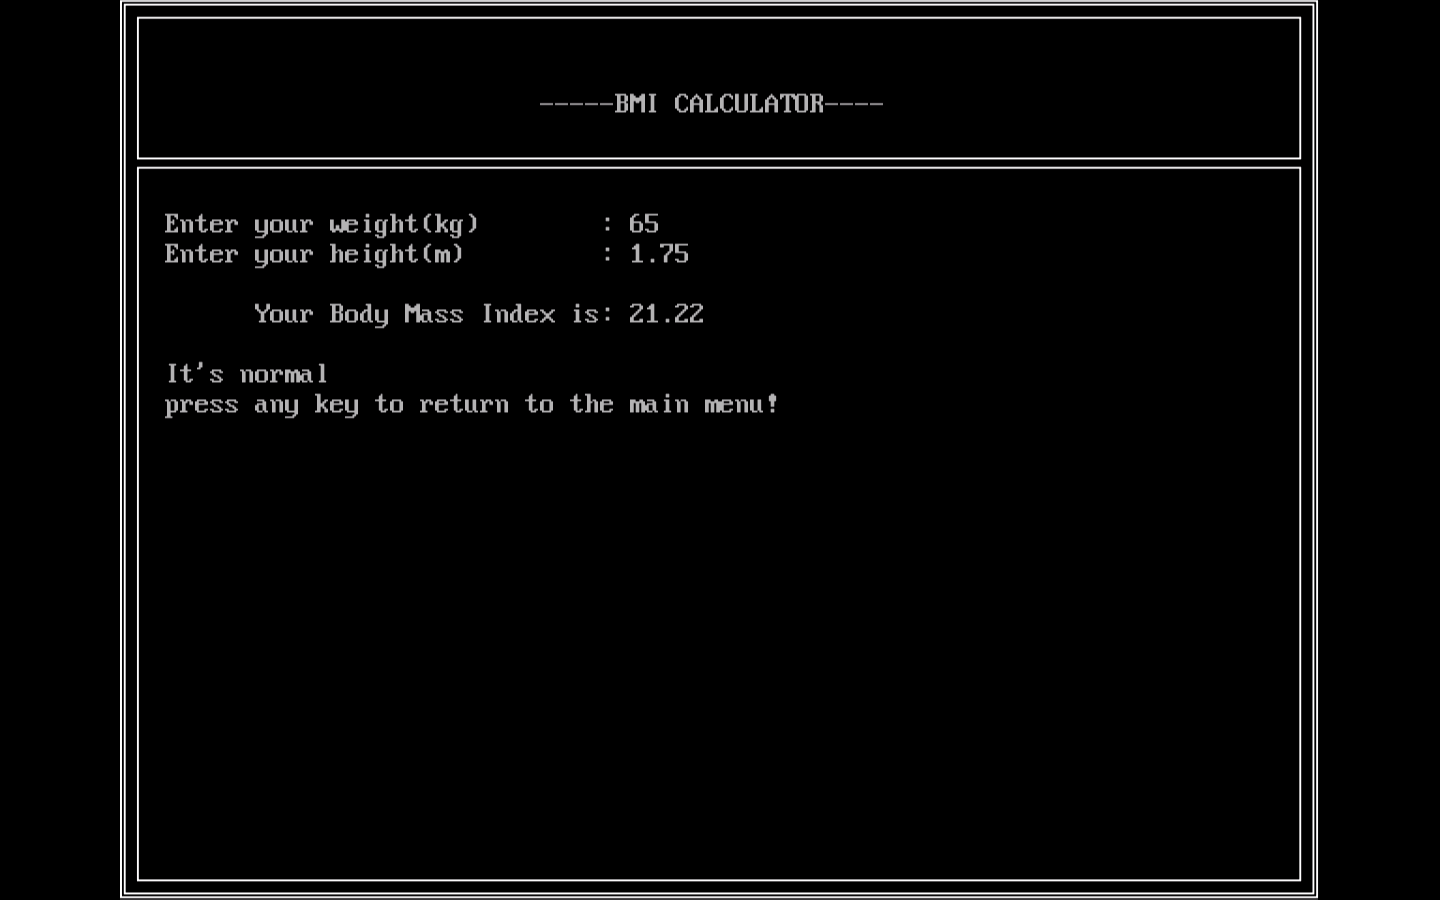 -----BMI CALCULATOR----
Enter your weight(kg) : 65
Enter your height(m) : 1.75
Your Body Mass Index is: 21.22
It's normal
press any key to return to the main menu!